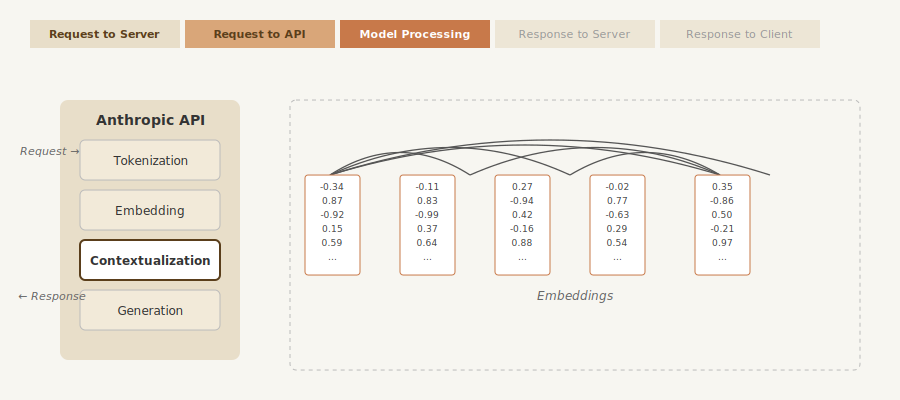 Request to Server
Request to API
Model Processing
Response to Server
Response to Client
Anthropic API
Request →
Tokenization
Embedding
Contextualization
← Response
Generation
-0.34
0.87
-0.92
0.15
0.59
...
-0.11
0.83
-0.99
0.37
0.64
...
0.27
-0.94
0.42
-0.16
0.88
...
-0.02
0.77
-0.63
0.29
0.54
...
0.35
-0.86
0.50
-0.21
0.97
...
Embeddings